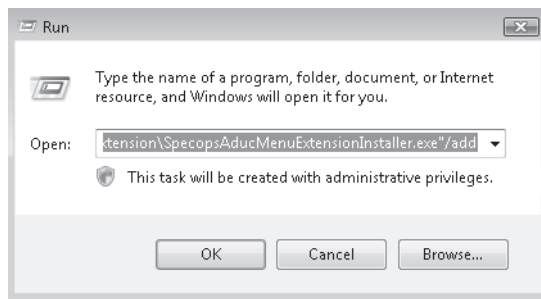 Run
Type the name of a program, folder, document, or Internet
resource, and Windows will open it for you.
Open:
tension\SpecopsAducMenuExtensionInstaller.exe"/add
This task will be created with administrative privileges.
OK
Cancel
Browse...